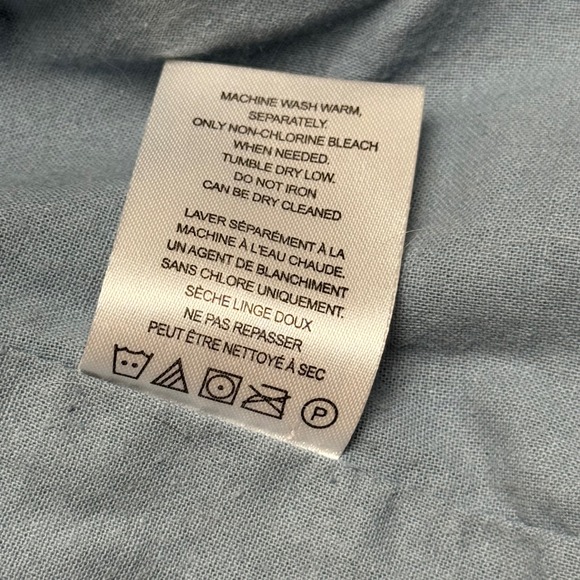 MACHINE WASH WARM,
SEPARATELY.
ONLY NON-CHLORINE BLEACH
WHEN NEEDED.
TUMBLE DRY LOW.
DO NOT IRON
CAN BE DRY CLEANED
LAVER SÉPARÉMENT À LA
MACHINE À L'EAU CHAUDE.
UN AGENT DE BLANCHIMENT
SANS CHLORE UNIQUEMENT.
SÈCHE LINGE DOUX
NE PAS REPASSER
PEUT ÊTRE NETTOYÉ À SEC
P